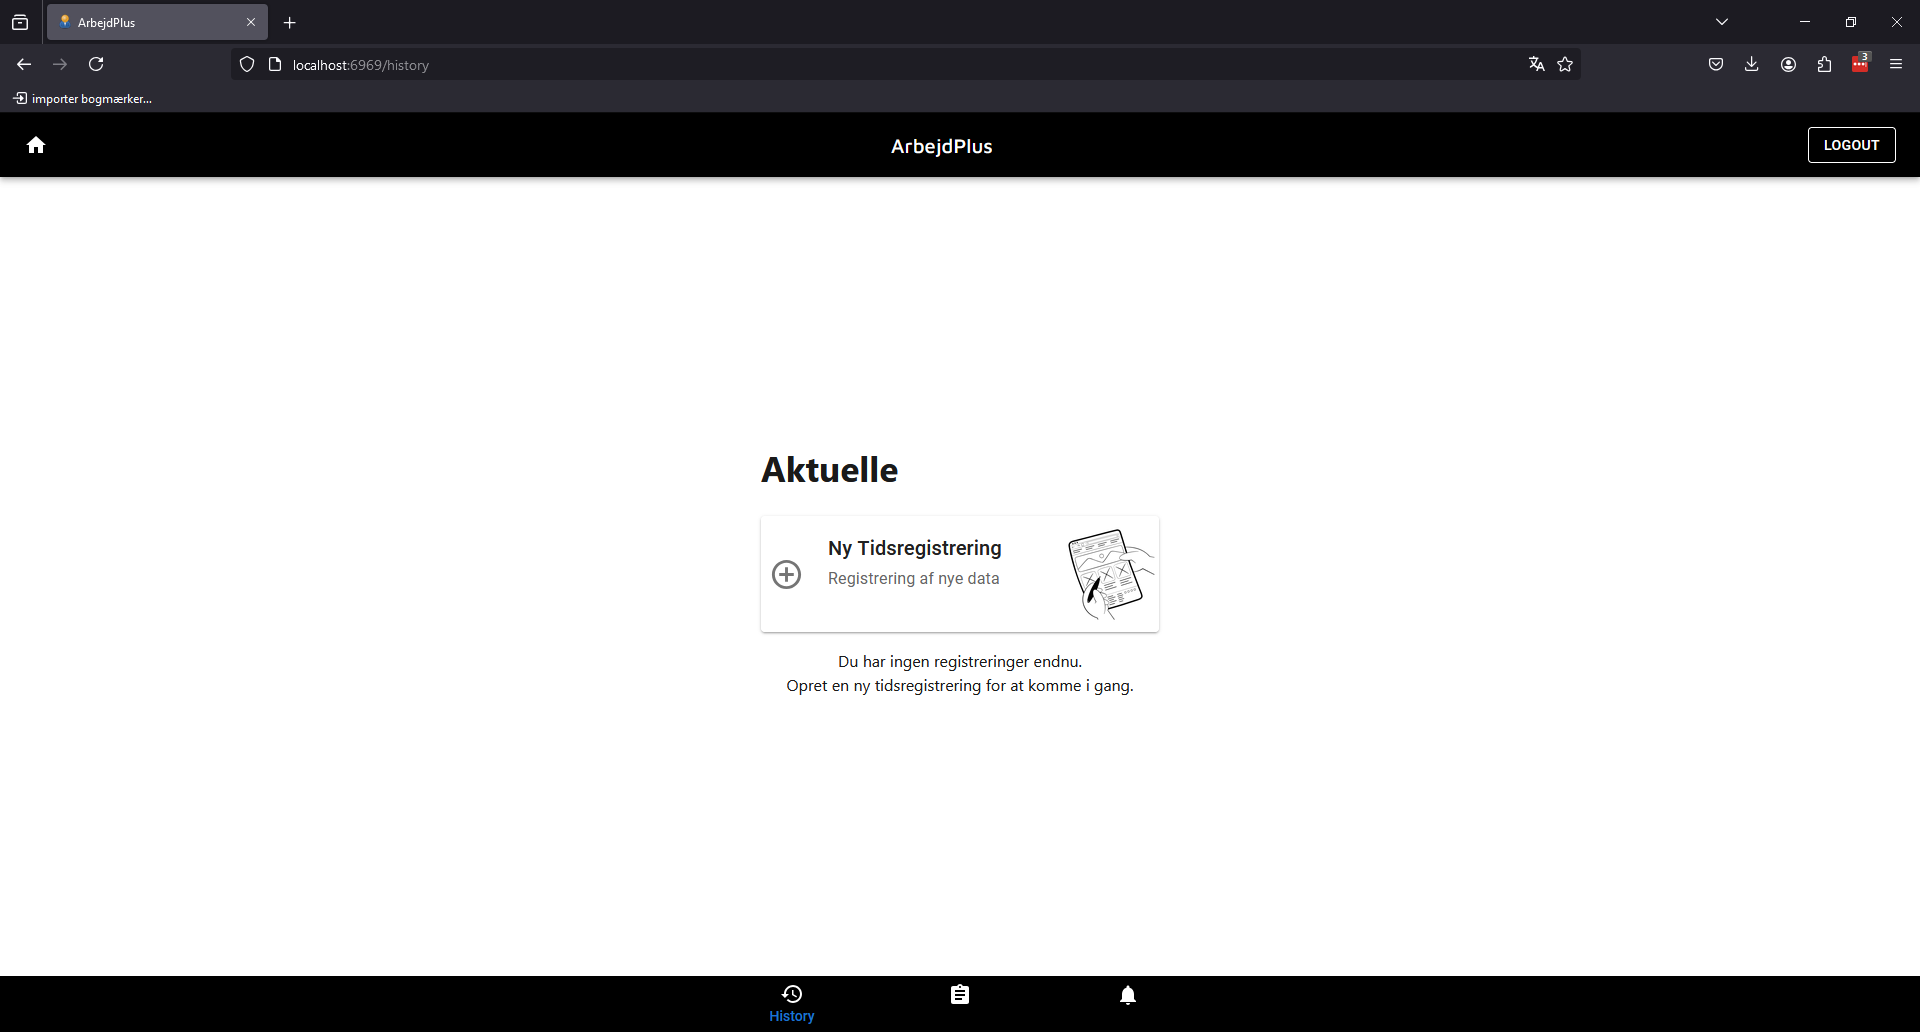 ArbejdPlus
localhost:6969/history
3
importer bogmærker...
ArbejdPlus
LOGOUT
Aktuelle
Ny Tidsregistrering
Registrering af nye data
Du har ingen registreringer endnu.
Opret en ny tidsregistrering for at komme i gang.
History